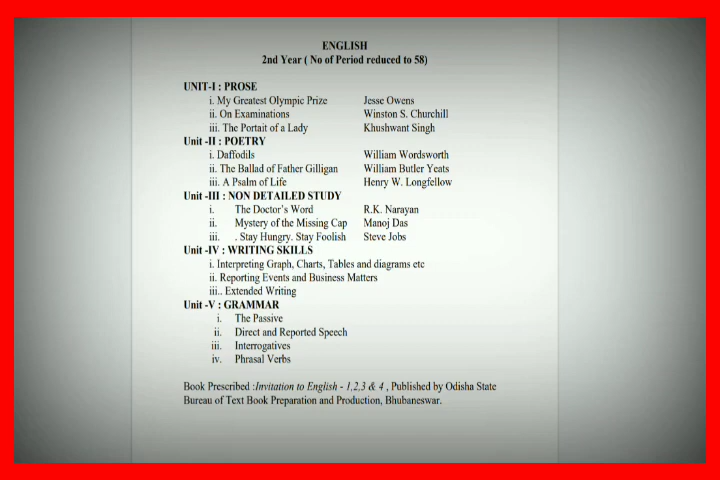 ENGLISH
2nd Year ( No of Period reduced to 58)
UNIT-I : PROSE
i. My Greatest Olympic Prize Jesse Owens
ii. On Examinations Winston S. Churchill
iii. The Portait of a Lady Khushwant Singh
Unit -II : POETRY
i. Daffodils William Wordsworth
ii. The Ballad of Father Gilligan William Butler Yeats
iii. A Psalm of Life Henry W. Longfellow
Unit -III : NON DETAILED STUDY
i. The Doctor's Word R.K. Narayan
ii. Mystery of the Missing Cap Manoj Das
iii. . Stay Hungry. Stay Foolish Steve Jobs
Unit -IV : WRITING SKILLS
i. Interpreting Graph, Charts, Tables and diagrams etc
ii. Reporting Events and Business Matters
iii.. Extended Writing
Unit -V : GRAMMAR
i. The Passive
ii. Direct and Reported Speech
iii. Interrogatives
iv. Phrasal Verbs
Book Prescribed :Invitation to English - 1,2,3 & 4 , Published by Odisha State
Bureau of Text Book Preparation and Production, Bhubaneswar.